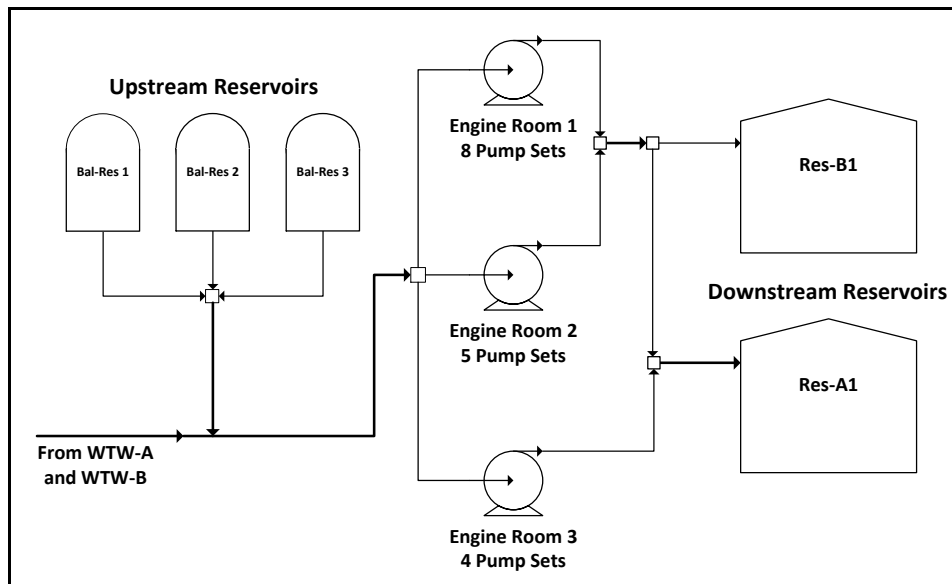 Upstream Reservoirs
Bal-Res 1
Bal-Res 2
Bal-Res 3
From WTW-A
and WTW-B
Engine Room 1
8 Pump Sets
Engine Room 2
5 Pump Sets
Engine Room 3
4 Pump Sets
Res-B1
Downstream Reservoirs
Res-A1